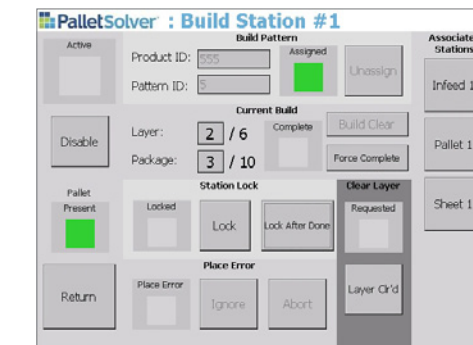 PalletSolver : Build Station #1
Active
Build Pattern
Product ID: 555
Assigned
Unassign
Pattern ID: 5
Associate
Stations
Infeed 1
Pallet 1
Sheet 1
Disable
Current Build
Layer: 2 / 6
Complete
Build Clear
Package: 3 / 10
Force Complete
Pallet
Present
Station Lock
Locked
Lock
Lock After Done
Clear Layer
Requested
Layer Clr'd
Return
Place Error
Place Error
Ignore
Abort